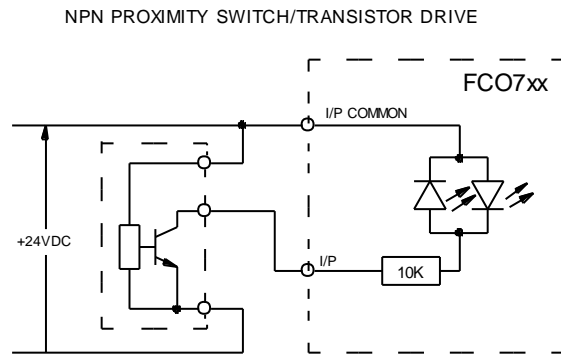 NPN PROXIMITY SWITCH/TRANSISTOR DRIVE
FCO7xx
I/P COMMON
+24VDC
I/P
10K